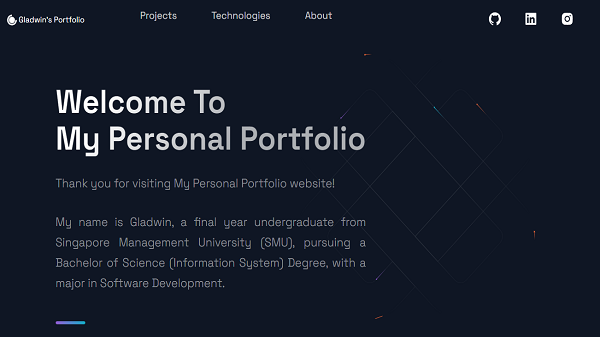 Gladwin's Portfolio
Projects
Technologies
About
Welcome To
My Personal Portfolio
Thank you for visiting My Personal Portfolio website!
My name is Gladwin, a final year undergraduate from
Singapore Management University (SMU), pursuing a
Bachelor of Science (Information System) Degree, with a
major in Software Development.